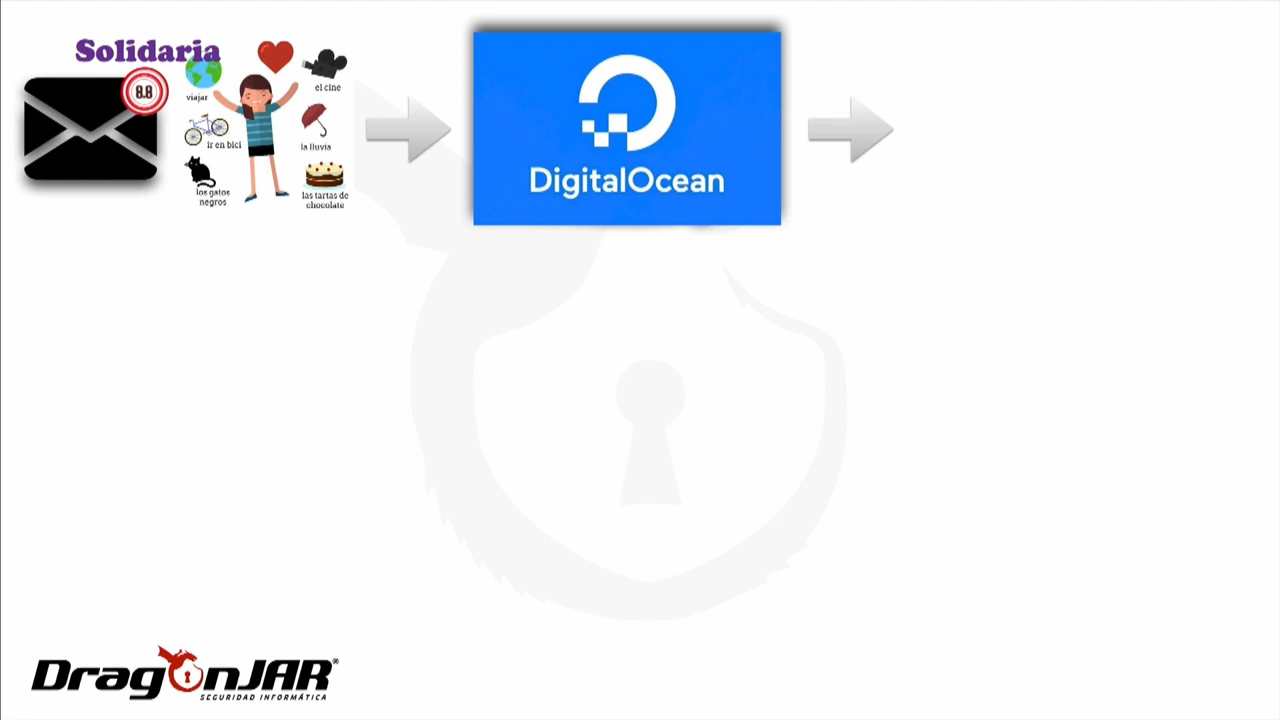 Solidaria
8.8
viajar
el cine
ir en bici
la lluvia
los gatos
negros
las tartas de
chocolate
DigitalOcean
DragonJAR®
SEGURIDAD INFORMÁTICA